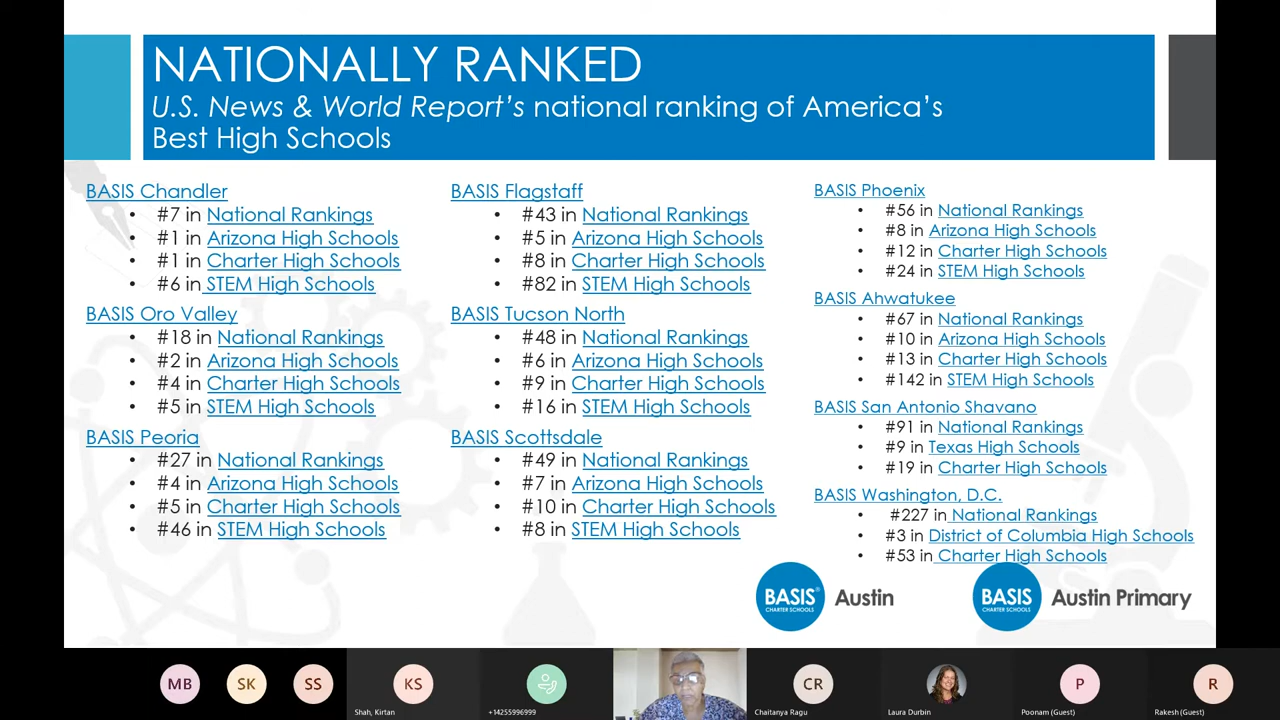 NATIONALLY RANKED
U.S. News & World Report's national ranking of America's
Best High Schools
BASIS Chandler
• #7 in National Rankings
• #1 in Arizona High Schools
• #1 in Charter High Schools
• #6 in STEM High Schools
BASIS Oro Valley
• #18 in National Rankings
• #2 in Arizona High Schools
• #4 in Charter High Schools
• #5 in STEM High Schools
BASIS Peoria
• #27 in National Rankings
• #4 in Arizona High Schools
• #5 in Charter High Schools
• #46 in STEM High Schools
BASIS Flagstaff
• #43 in National Rankings
• #5 in Arizona High Schools
• #8 in Charter High Schools
• #82 in STEM High Schools
BASIS Tucson North
• #48 in National Rankings
• #6 in Arizona High Schools
• #9 in Charter High Schools
• #16 in STEM High Schools
BASIS Scottsdale
• #49 in National Rankings
• #7 in Arizona High Schools
• #10 in Charter High Schools
• #8 in STEM High Schools
BASIS Phoenix
• #56 in National Rankings
• #8 in Arizona High Schools
• #12 in Charter High Schools
• #24 in STEM High Schools
BASIS Ahwatukee
• #67 in National Rankings
• #10 in Arizona High Schools
• #13 in Charter High Schools
• #142 in STEM High Schools
BASIS San Antonio Shavano
• #91 in National Rankings
• #9 in Texas High Schools
• #19 in Charter High Schools
BASIS Washington, D.C.
• #227 in National Rankings
• #3 in District of Columbia High Schools
• #53 in Charter High Schools
BASIS® CHARTER SCHOOLS Austin
BASIS CHARTER SCHOOLS Austin Primary
MB SK SS KS CR P R
Shah, Kirtan +14255996999 Chaitanya Ragu Laura Durbin Poonam (Guest) Rakesh (Guest)